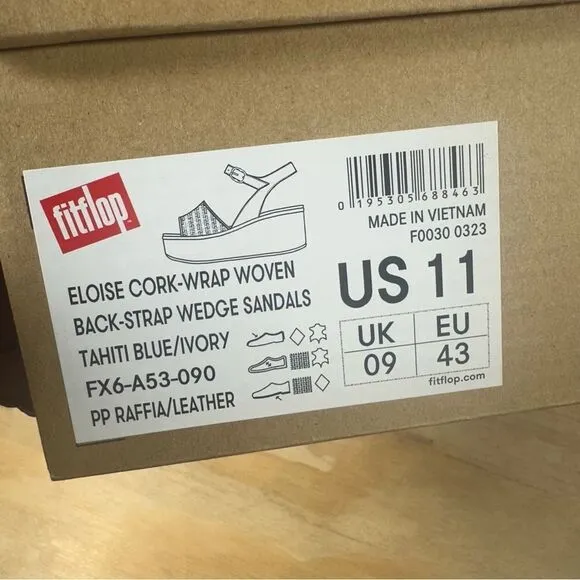 fitflop
0 195305 688463
MADE IN VIETNAM
F0030 0323
ELOISE CORK-WRAP WOVEN
BACK-STRAP WEDGE SANDALS
TAHITI BLUE/IVORY
FX6-A53-090
PP RAFFIA/LEATHER
US 11
UK EU
09 43
fitflop.com